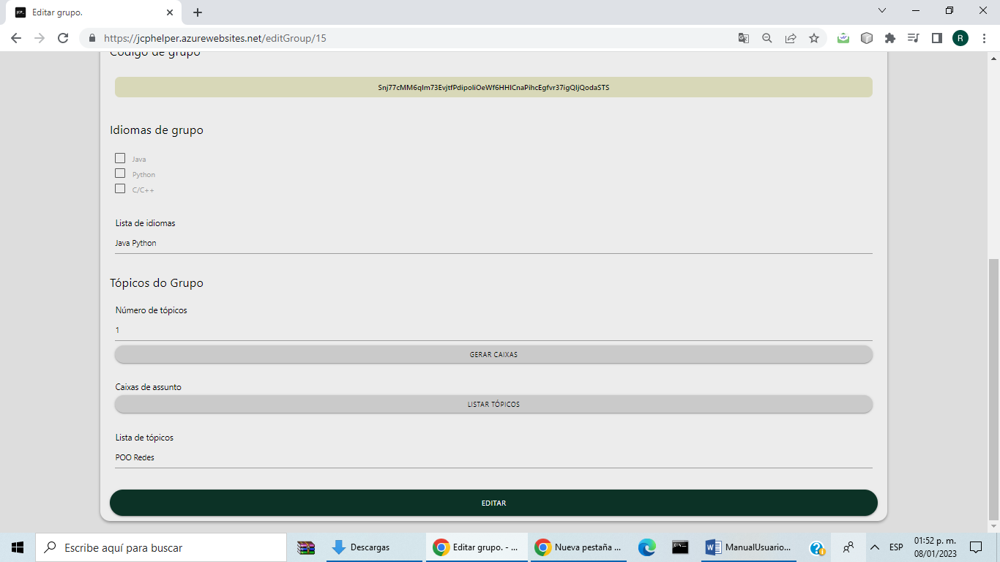 Editar grupo.
https://jcphelper.azurewebsites.net/editGroup/15
R
Código de grupo
Snj77cMM6qIm73EvjtfPdipoIiOeWf6HHICnaPihcEgfvr37igQIjQodaSTS
Idiomas de grupo
Java
Python
C/C++
Lista de idiomas
Java Python
Tópicos do Grupo
Número de tópicos
1
GERAR CAIXAS
Caixas de assunto
LISTAR TÓPICOS
Lista de tópicos
POO Redes
EDITAR
Escribe aquí para buscar
Descargas
Editar grupo. - ...
Nueva pestaña ...
ManualUsuario...
ESP
01:52 p. m.
08/01/2023